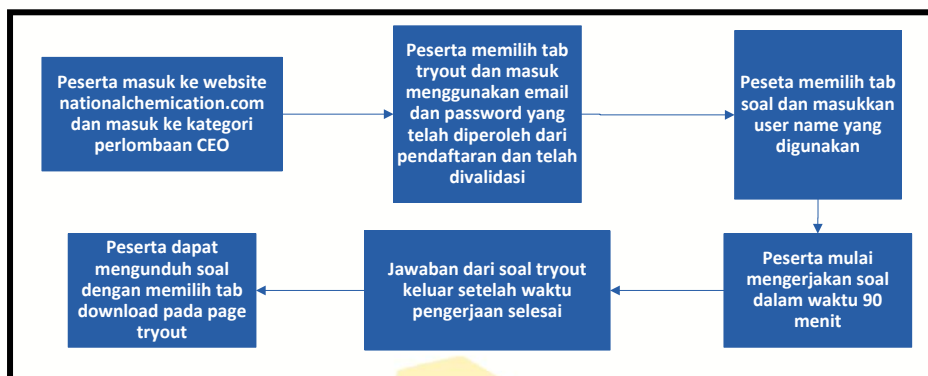 Peserta masuk ke website
nationalchemication.com
dan masuk ke kategori
perlombaan CEO
Peserta memilih tab
tryout dan masuk
menggunakan email
dan password yang
telah diperoleh dari
pendaftaran dan telah
divalidasi
Peseta memilih tab
soal dan masukkan
user name yang
digunakan
Peserta mulai
mengerjakan soal
dalam waktu 90
menit
Jawaban dari soal tryout
keluar setelah waktu
pengerjaan selesai
Peserta dapat
mengunduh soal
dengan memilih tab
download pada page
tryout